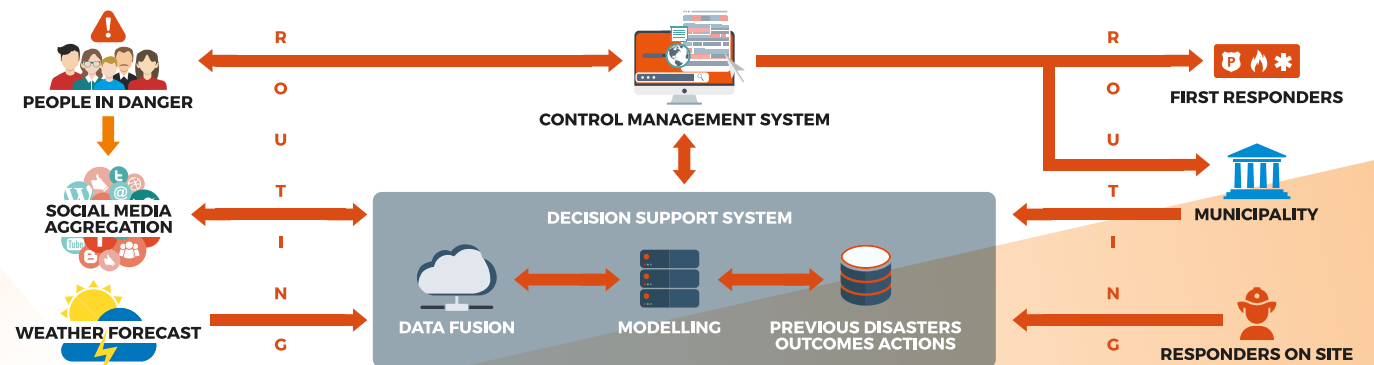 R
O
U
T
I
N
G
R
O
U
T
I
N
G
PEOPLE IN DANGER
CONTROL MANAGEMENT SYSTEM
P
FIRST RESPONDERS
SOCIAL MEDIA
AGGREGATION
t
@
W
Tube
f
B
DECISION SUPPORT SYSTEM
MUNICIPALITY
DATA FUSION
MODELLING
PREVIOUS DISASTERS
OUTCOMES ACTIONS
WEATHER FORECAST
RESPONDERS ON SITE